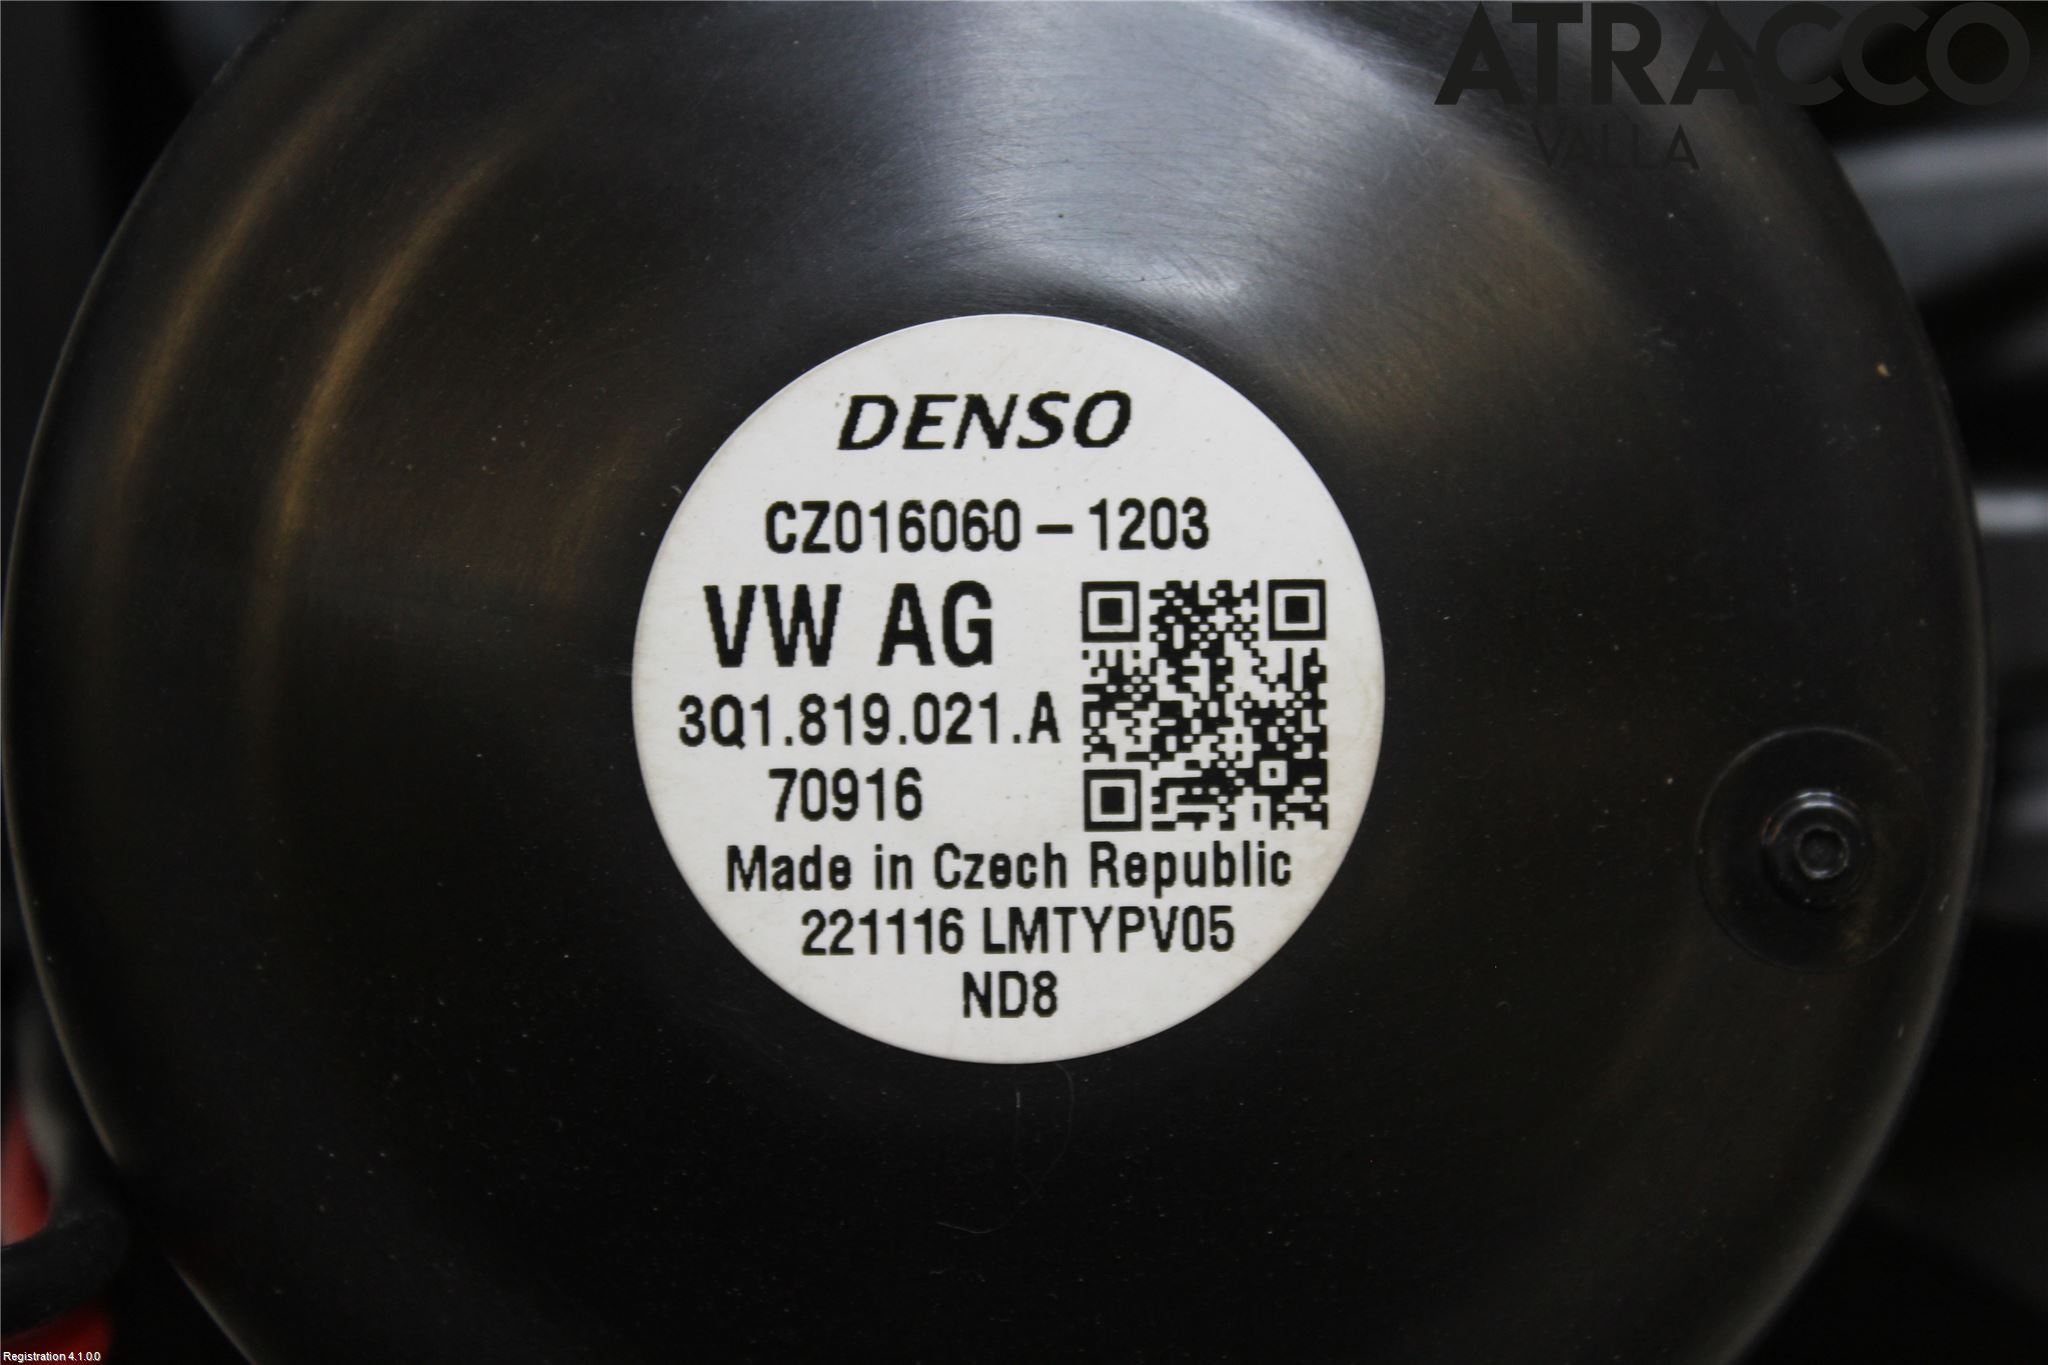 ATRACCO
VALLA
DENSO
CZ016060-1203
VW AG
3Q1.819.021.A
70916
Made in Czech Republic
221116 LMTYPV05
ND8
Registration 4.1.0.0